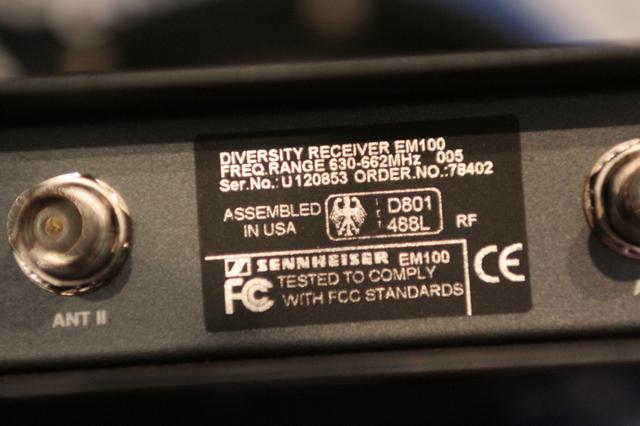 DIVERSITY RECEIVER EM100
FREQ.RANGE 630-662MHz 005
Ser.No.: U120853 ORDER.NO.:78402
ASSEMBLED
IN USA
D801
488L
RF
SENNHEISER EM100
FC TESTED TO COMPLY
WITH FCC STANDARDS
CE
ANT II